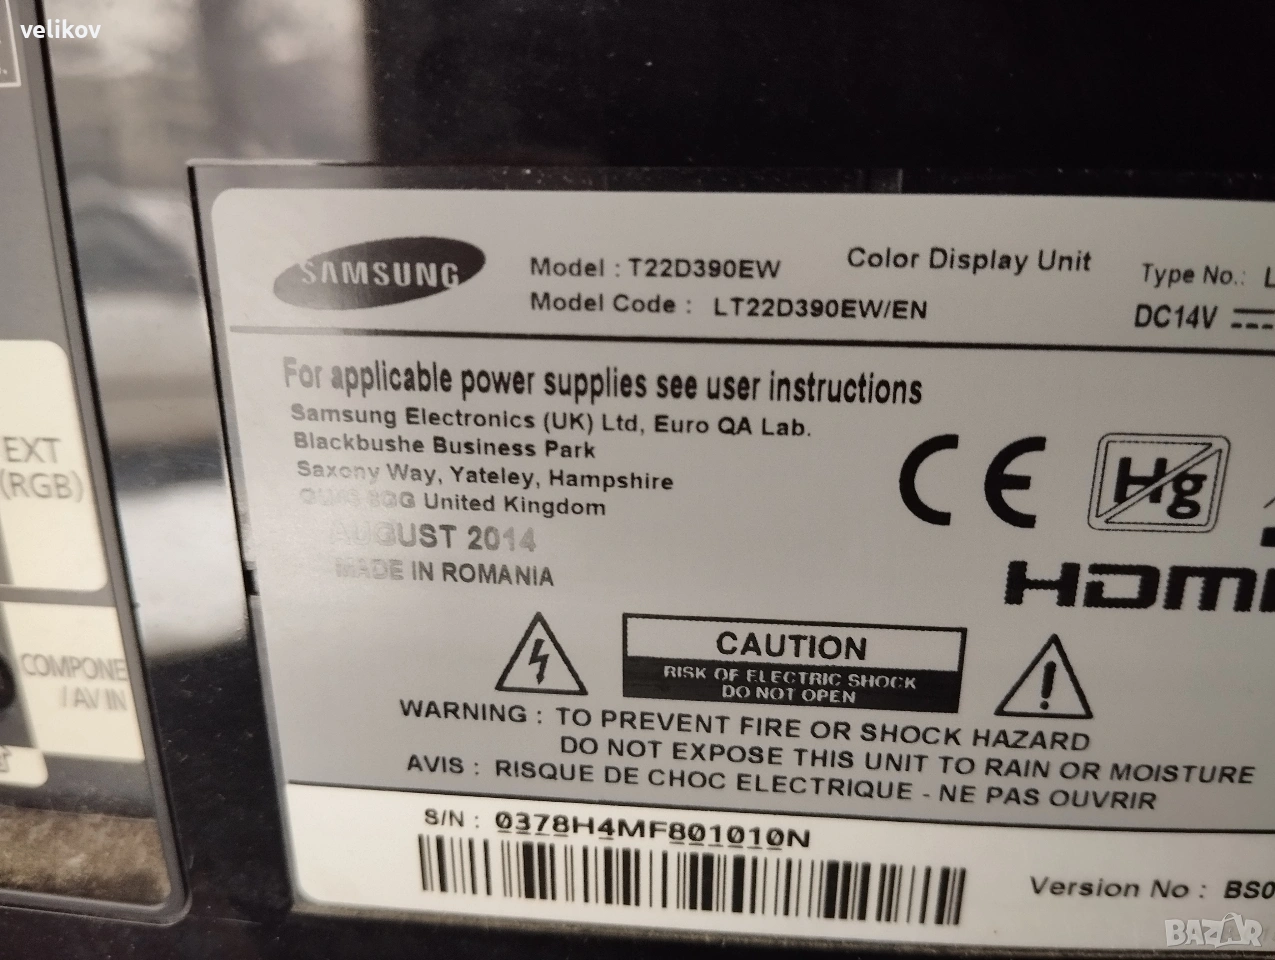 velikov
SAMSUNG
Model : T22D390EW
Color Display Unit
Type No.:
Model Code : LT22D390EW/EN
DC14V
For applicable power supplies see user instructions
Samsung Electronics (UK) Ltd, Euro QA Lab.
Blackbushe Business Park
Saxony Way, Yateley, Hampshire
United Kingdom
AUGUST 2014
MADE IN ROMANIA
CE
Hg
HDMI
EXT
(RGB)
COMPONE
/ AV IN
CAUTION
RISK OF ELECTRIC SHOCK
DO NOT OPEN
WARNING : TO PREVENT FIRE OR SHOCK HAZARD
DO NOT EXPOSE THIS UNIT TO RAIN OR MOISTURE
AVIS : RISQUE DE CHOC ELECTRIQUE - NE PAS OUVRIR
S/N : 0378H4MF801010N
Version No : BS0
BAZAR